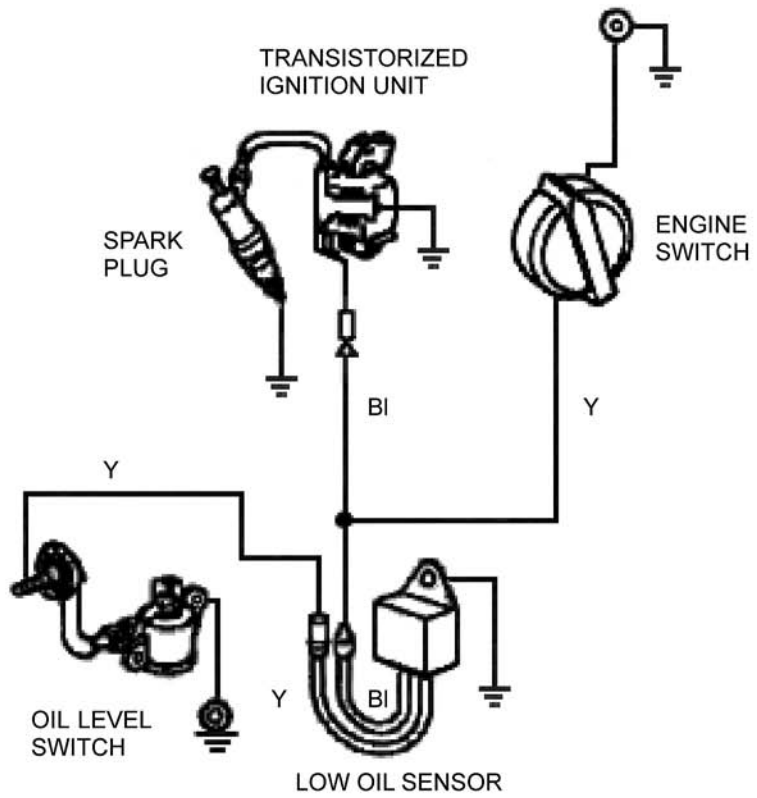 TRANSISTORIZED
IGNITION UNIT
SPARK
PLUG
ENGINE
SWITCH
Bl
Y
Y
Y
Bl
OIL LEVEL
SWITCH
LOW OIL SENSOR